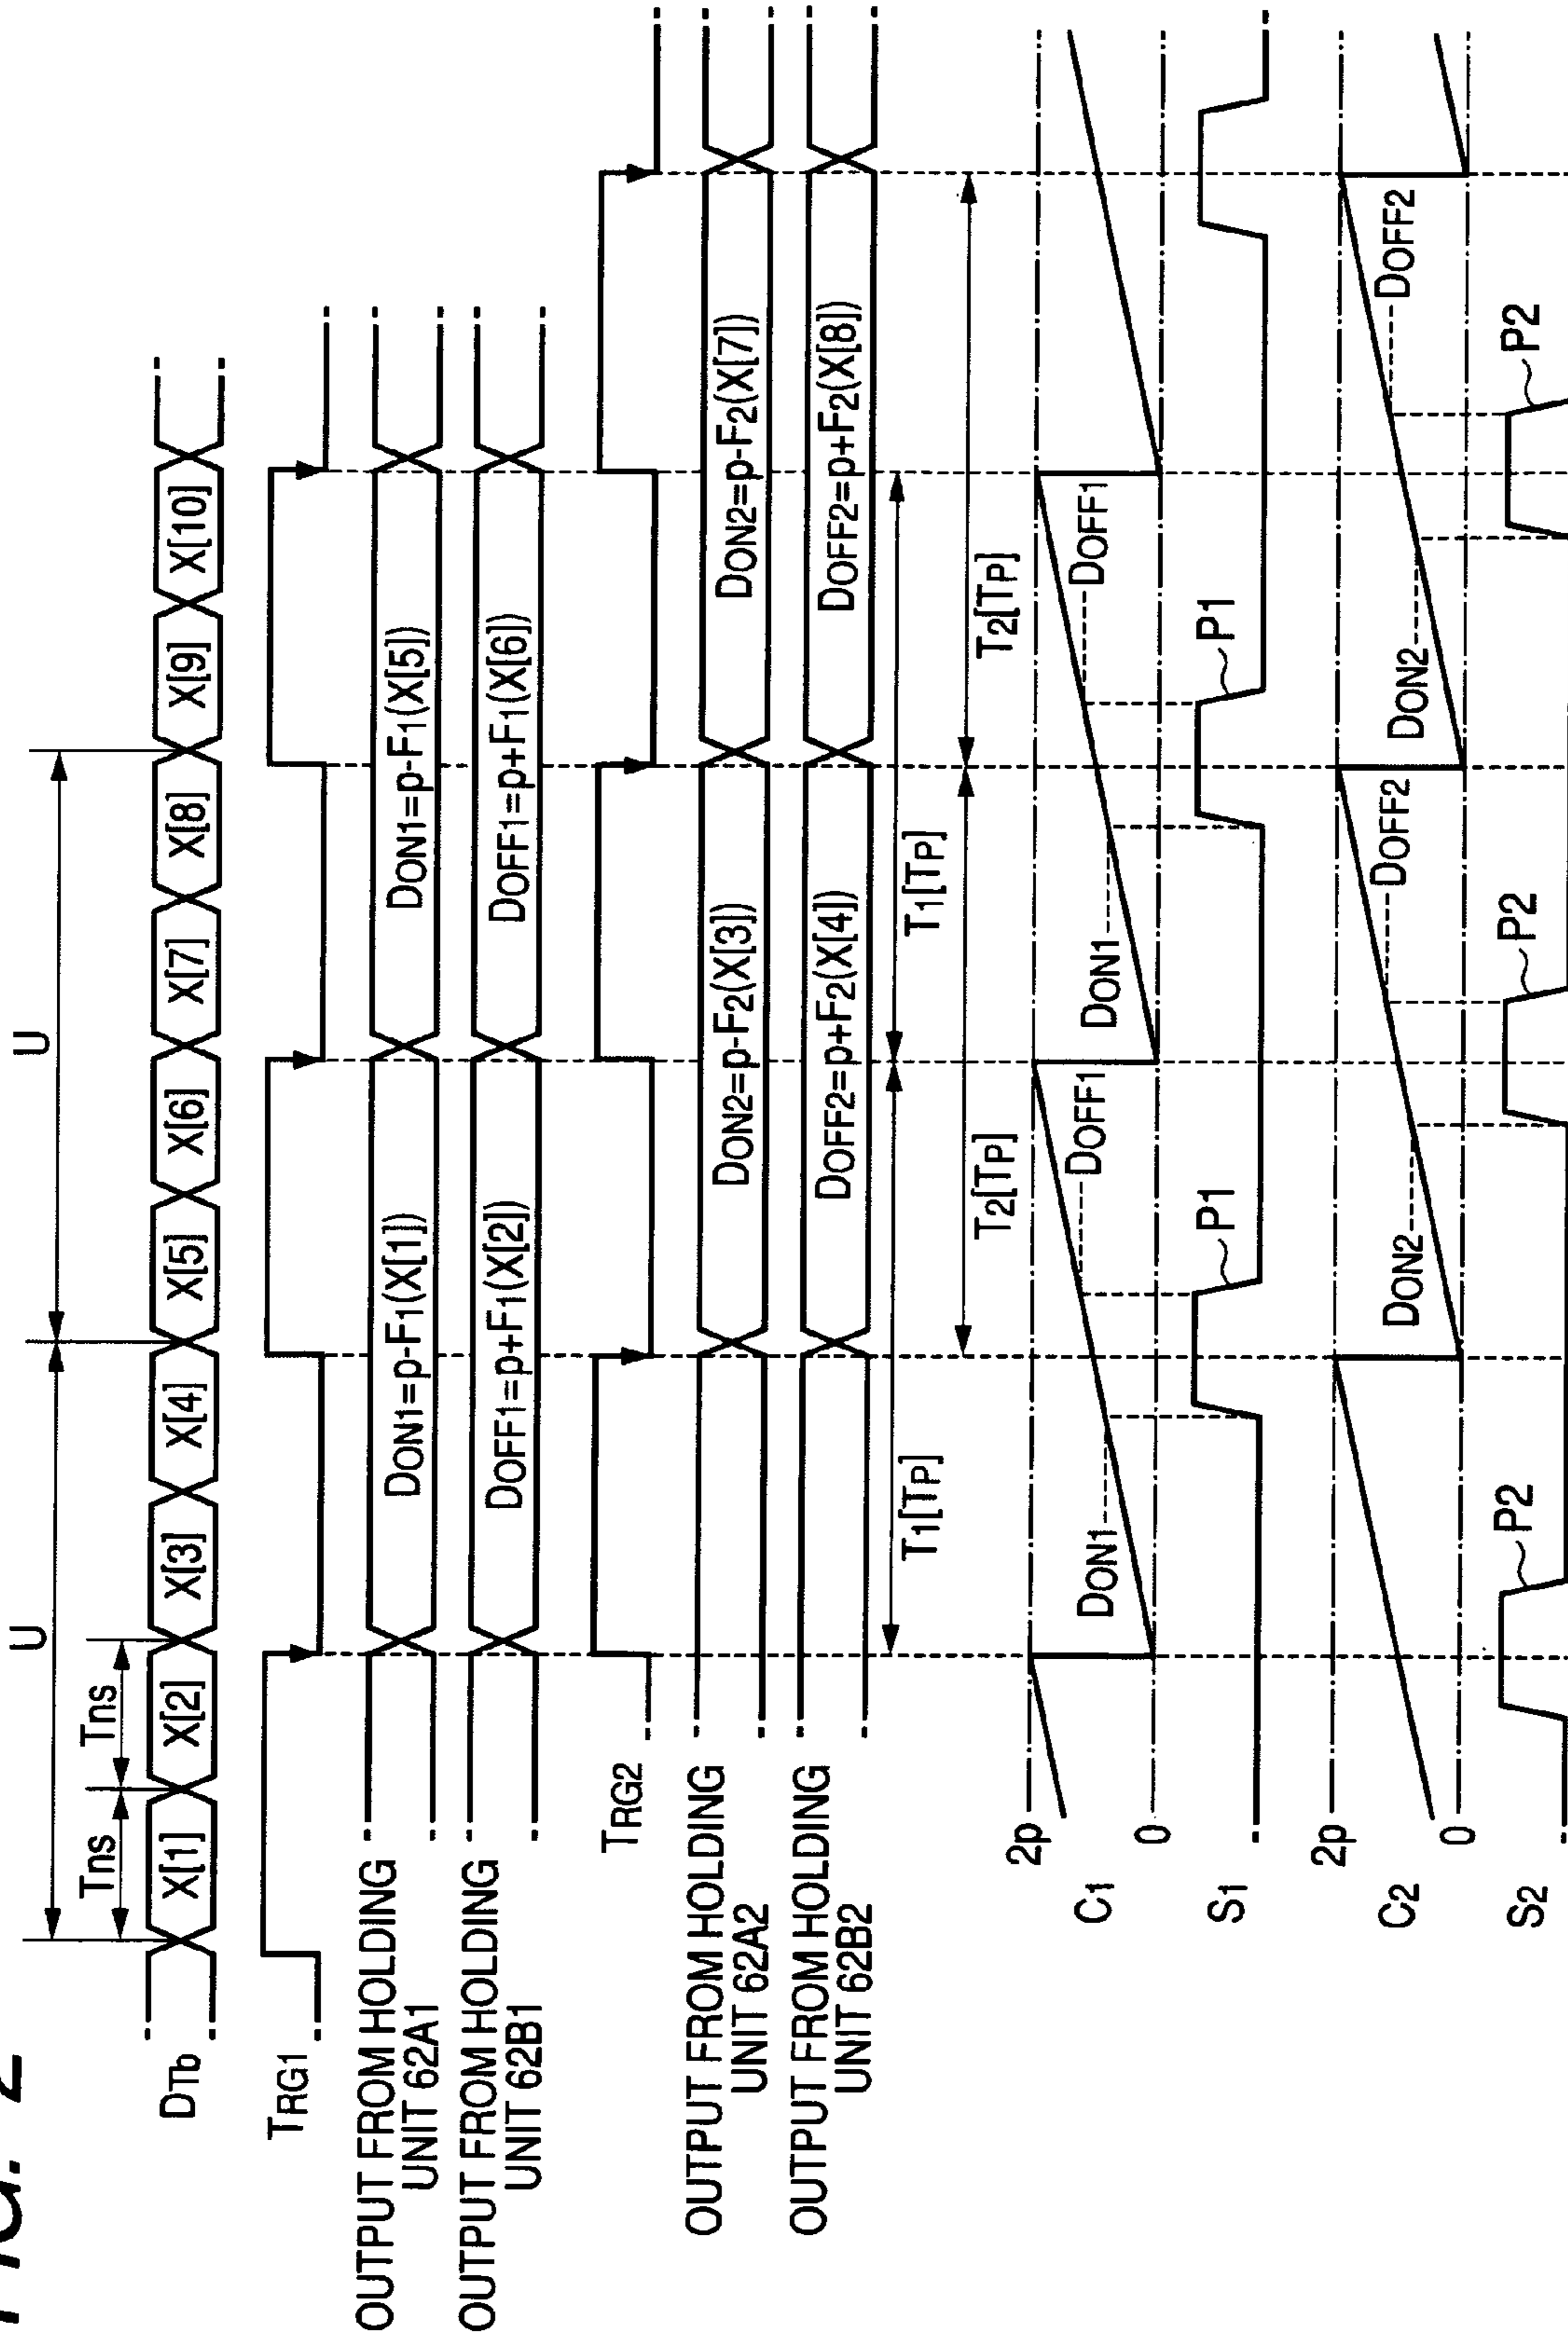 FIG. 2
U U
Tns Tns
DTb X[1] X[2] X[3] X[4] X[5] X[6] X[7] X[8] X[9] X[10]
TRG1
OUTPUT FROM HOLDING
UNIT 62A1
DON1=p-F1(X[1]) DON1=p-F1(X[5])
OUTPUT FROM HOLDING
UNIT 62B1
DOFF1=p+F1(X[2]) DOFF1=p+F1(X[6])
TRG2
OUTPUT FROM HOLDING
UNIT 62A2
DON2=p-F2(X[3]) DON2=p-F2(X[7])
OUTPUT FROM HOLDING
UNIT 62B2
DOFF2=p+F2(X[4]) DOFF2=p+F2(X[8])
T1[TP] T1[TP]
T2[TP] T2[TP]
2p
C1 DON1 DOFF1 DON1 DOFF1
0
S1 P1 P1
2p
C2 DON2 DOFF2 DON2 DOFF2
0
S2 P2 P2 P2